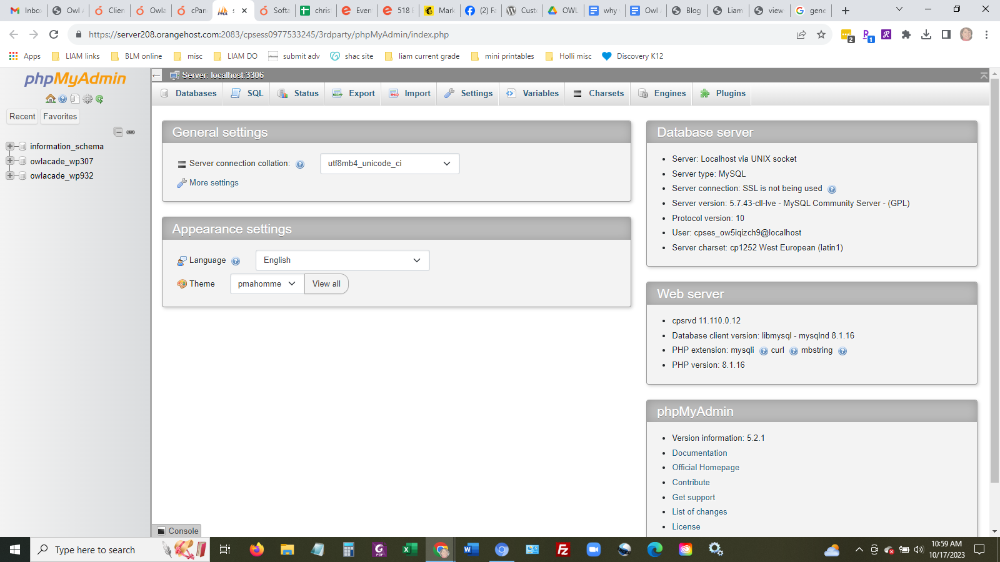 Inbo
Owl
Clien
Owla
cPan
s
Softa
chris
Even
518 E
Mark
(2) Fa
Custo
OWL
why
Owl
Blog
Liam
view-
gene
https://server208.orangehost.com:2083/cpsess0977533245/3rdparty/phpMyAdmin/index.php
2
1
Apps
LIAM links
BLM online
misc
LIAM DO
submit adv
shac site
liam current grade
mini printables
Holli misc
Discovery K12
phpMyAdmin
Recent
Favorites
information_schema
owlacade_wp307
owlacade_wp932
Server: localhost:3306
Databases
SQL
Status
Export
Import
Settings
Variables
Charsets
Engines
Plugins
General settings
Server connection collation:
utf8mb4_unicode_ci
More settings
Appearance settings
Language
English
Theme
pmahomme
View all
Database server
Server: Localhost via UNIX socket
Server type: MySQL
Server connection: SSL is not being used
Server version: 5.7.43-cll-lve - MySQL Community Server - (GPL)
Protocol version: 10
User: cpses_ow5iqizch9@localhost
Server charset: cp1252 West European (latin1)
Web server
cpsrvd 11.110.0.12
Database client version: libmysql - mysqlnd 8.1.16
PHP extension: mysqli curl mbstring
PHP version: 8.1.16
phpMyAdmin
Version information: 5.2.1
Documentation
Official Homepage
Contribute
Get support
List of changes
License
Console
Type here to search
10:59 AM
10/17/2023